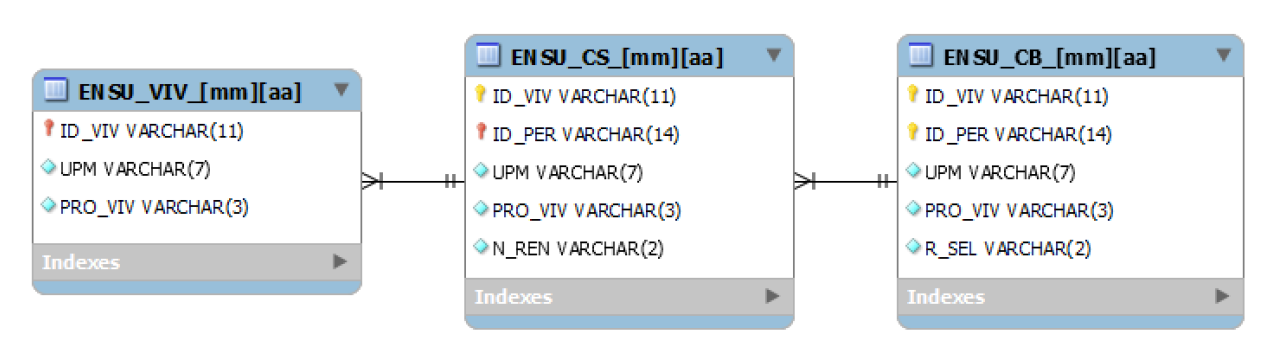 ENSU_VIV_[mm][aa]
ID_VIV VARCHAR(11)
UPM VARCHAR(7)
PRO_VIV VARCHAR(3)
Indexes
ENSU_CS_[mm][aa]
ID_VIV VARCHAR(11)
ID_PER VARCHAR(14)
UPM VARCHAR(7)
PRO_VIV VARCHAR(3)
N_REN VARCHAR(2)
Indexes
ENSU_CB_[mm][aa]
ID_VIV VARCHAR(11)
ID_PER VARCHAR(14)
UPM VARCHAR(7)
PRO_VIV VARCHAR(3)
R_SEL VARCHAR(2)
Indexes